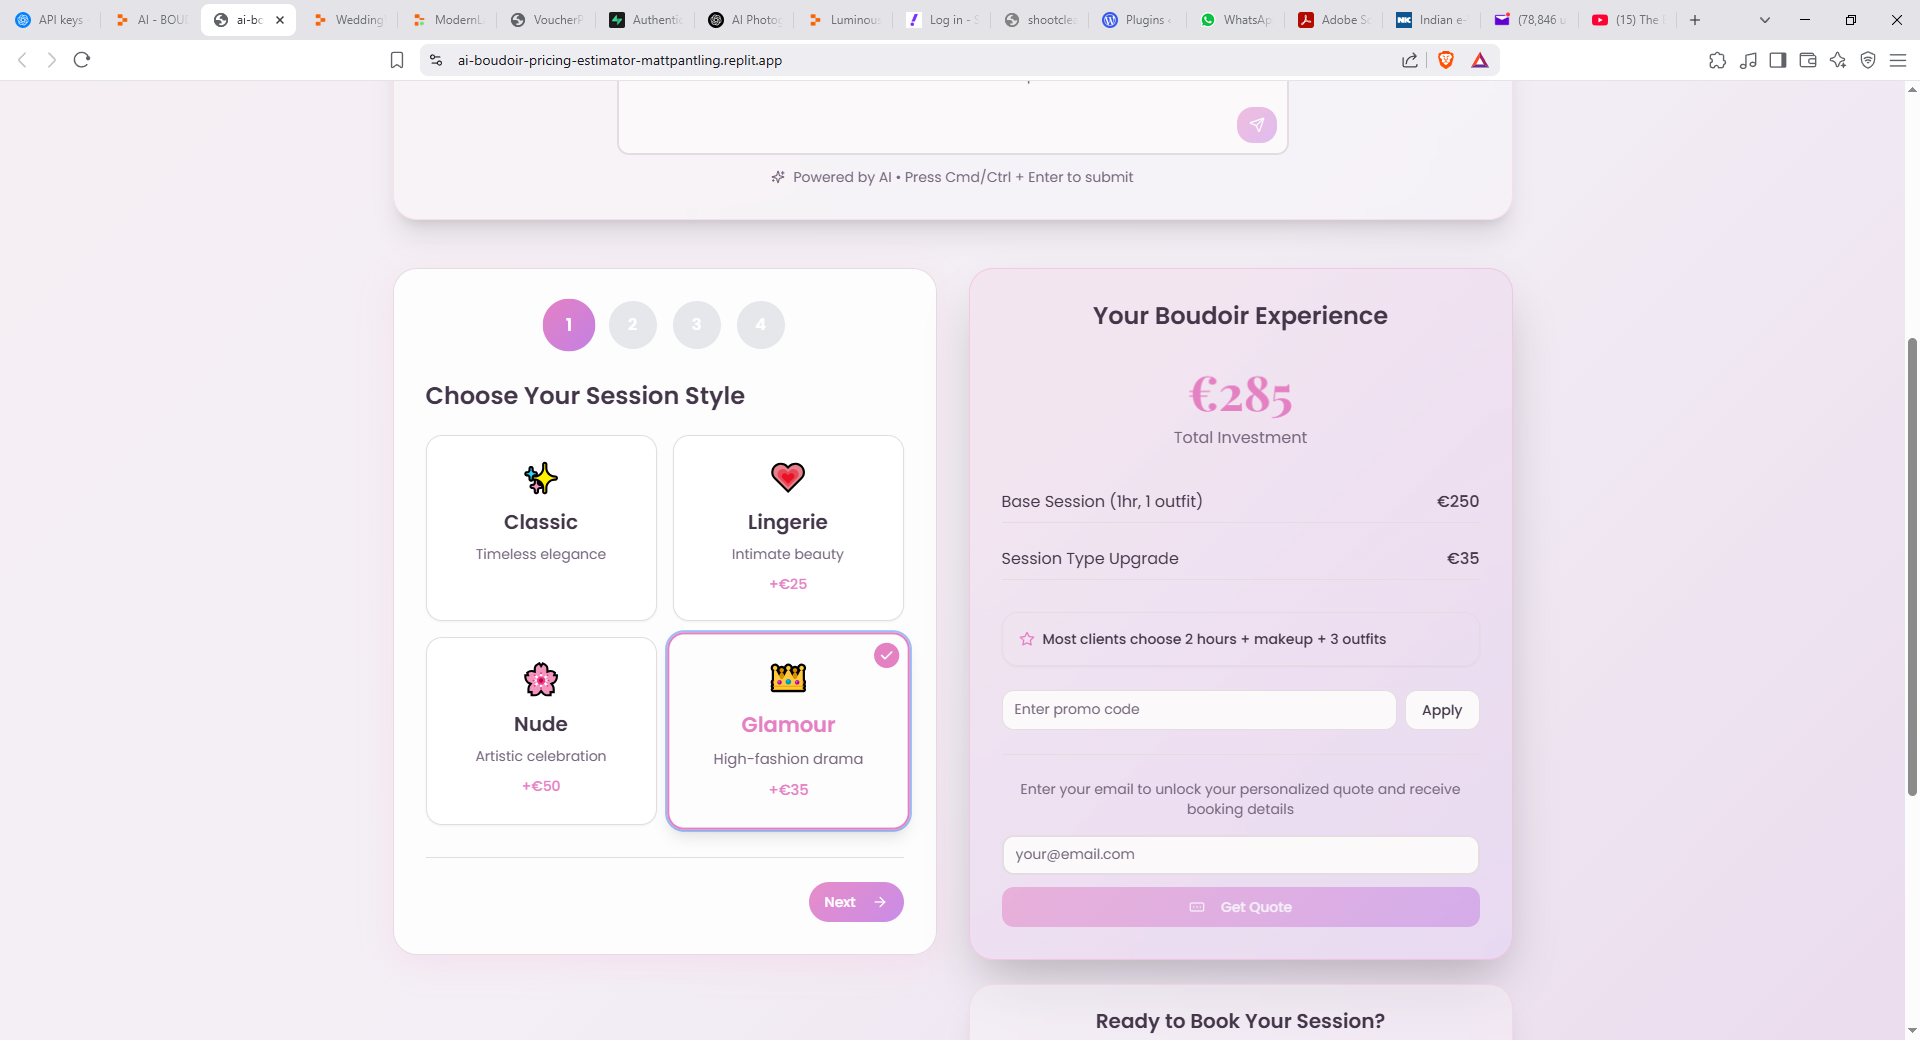 API keys
AI - BOU
ai-bo
Wedding
ModernL
VoucherP
Authentic
AI Photog
Luminous
Log in - S
shootclea
Plugins
WhatsAp
Adobe
Indian e-
(78,846 u
(15) The
ai-boudoir-pricing-estimator-mattpantling.replit.app
Powered by AI • Press Cmd/Ctrl + Enter to submit
1
2
3
4
Choose Your Session Style
Classic
Timeless elegance
Lingerie
Intimate beauty
+€25
Nude
Artistic celebration
+€50
Glamour
High-fashion drama
+€35
Next
Your Boudoir Experience
€285
Total Investment
Base Session (1hr, 1 outfit) €250
Session Type Upgrade €35
Most clients choose 2 hours + makeup + 3 outfits
Enter promo code
Apply
Enter your email to unlock your personalized quote and receive
booking details
your@email.com
Get Quote
Ready to Book Your Session?